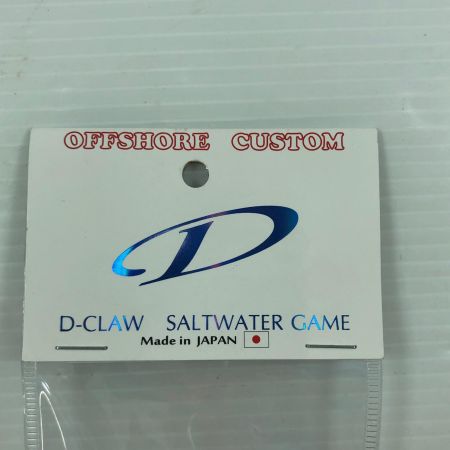 OFFSHORE CUSTOM
D
D-CLAW SALTWATER GAME
Made in JAPAN